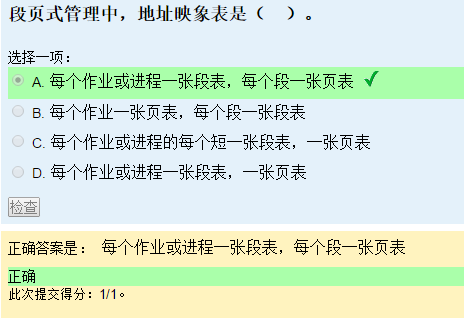 段页式管理中，地址映象表是（　）。
选择一项：
A. 每个作业或进程一张段表，每个段一张页表
B. 每个作业一张页表，每个段一张段表
C. 每个作业或进程的每个短一张段表，一张页表
D. 每个作业或进程一张段表，一张页表
检查
正确答案是： 每个作业或进程一张段表，每个段一张页表
正确
此次提交得分：1/1。